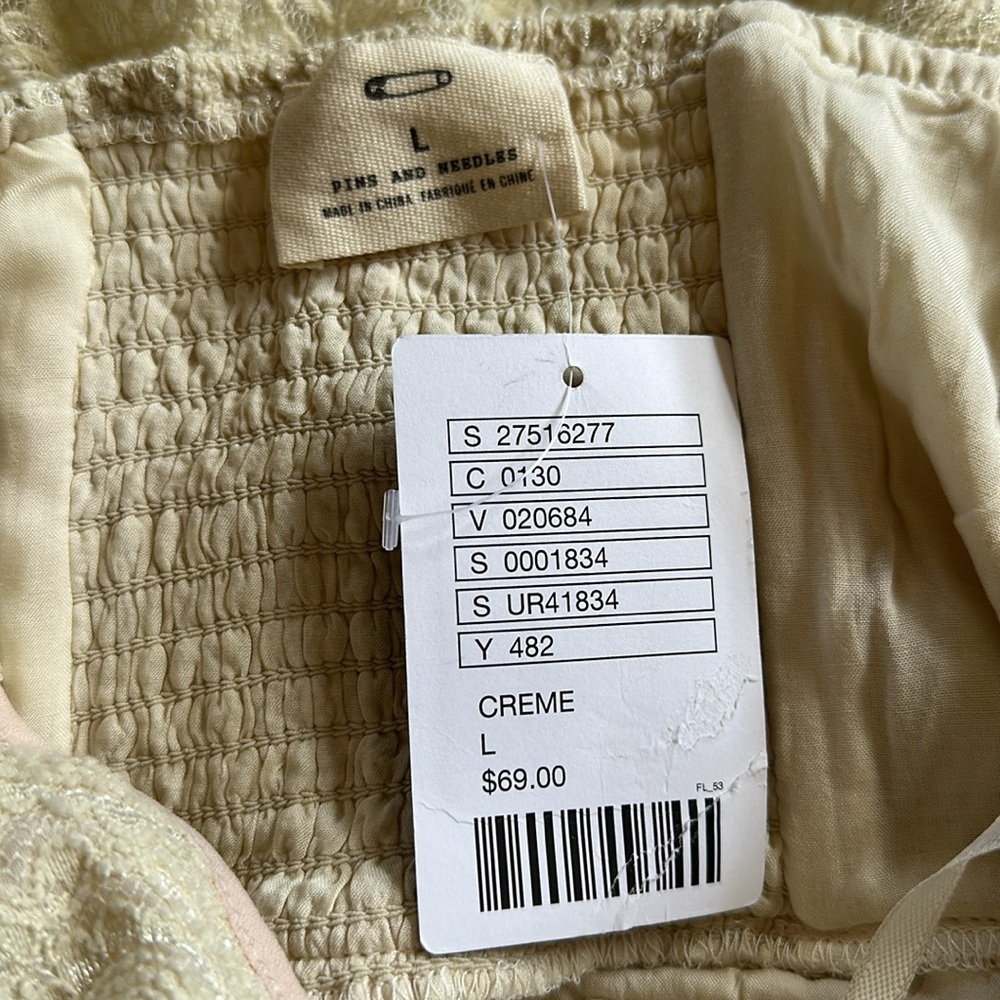 L
PINS AND NEEDLES
MADE IN CHINA FABRIQUÉ EN CHINE
S 27516277
C 0130
V 020684
S 0001834
S UR41834
Y 482
CREME
L
$69.00
FL_53